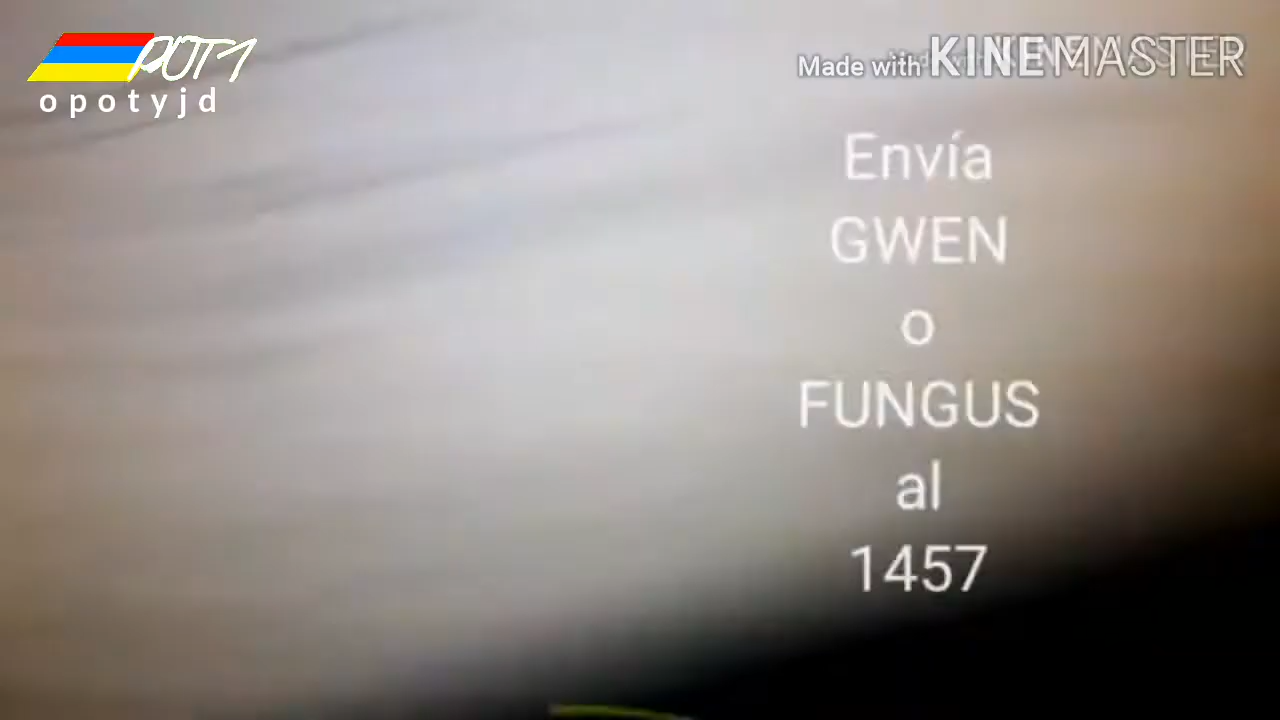 POT1
opotyjd
Made with KINEMASTER
Envía
GWEN
o
FUNGUS
al
1457